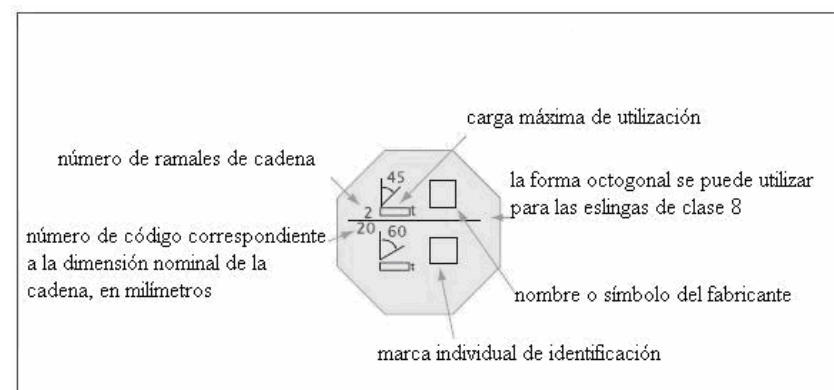 carga máxima de utilización
número de ramales de cadena
la forma octogonal se puede utilizar
para las eslingas de clase 8
45
2 t
20 60
t
número de código correspondiente
a la dimensión nominal de la
cadena, en milímetros
nombre o símbolo del fabricante
marca individual de identificación